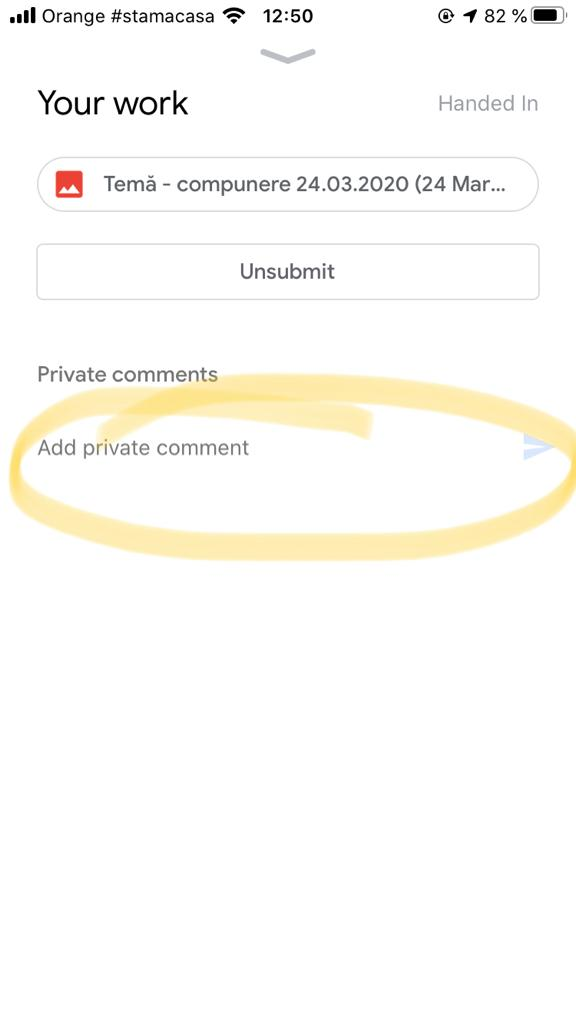 Orange #stamacasa 12:50 82 %
Your work Handed In
Temă - compunere 24.03.2020 (24 Mar...
Unsubmit
Private comments
Add private comment